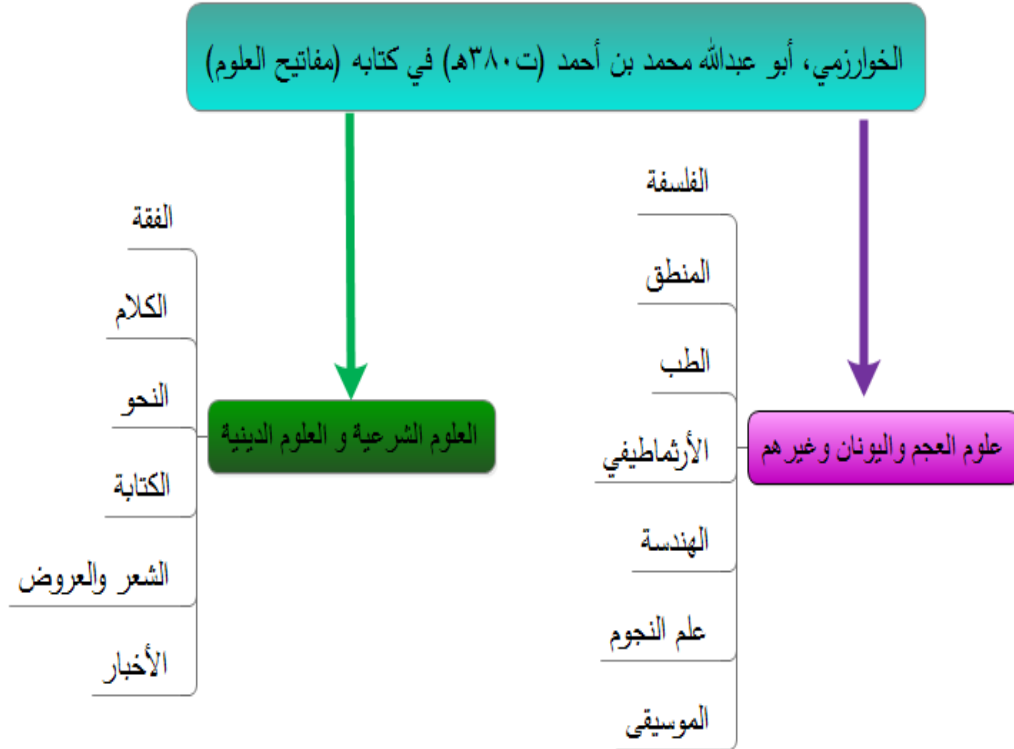 الخوارزمي، أبو عبدالله محمد بن أحمد (ت٣٨٠هـ) في كتابه (مفاتيح العلوم)
علوم العجم واليونان وغيرهم
الفلسفة
المنطق
الطب
الأرثماطيفي
الهندسة
علم النجوم
الموسيقى
العلوم الشرعية و العلوم الدينية
الفقة
الكلام
النحو
الكتابة
الشعر والعروض
الأخبار